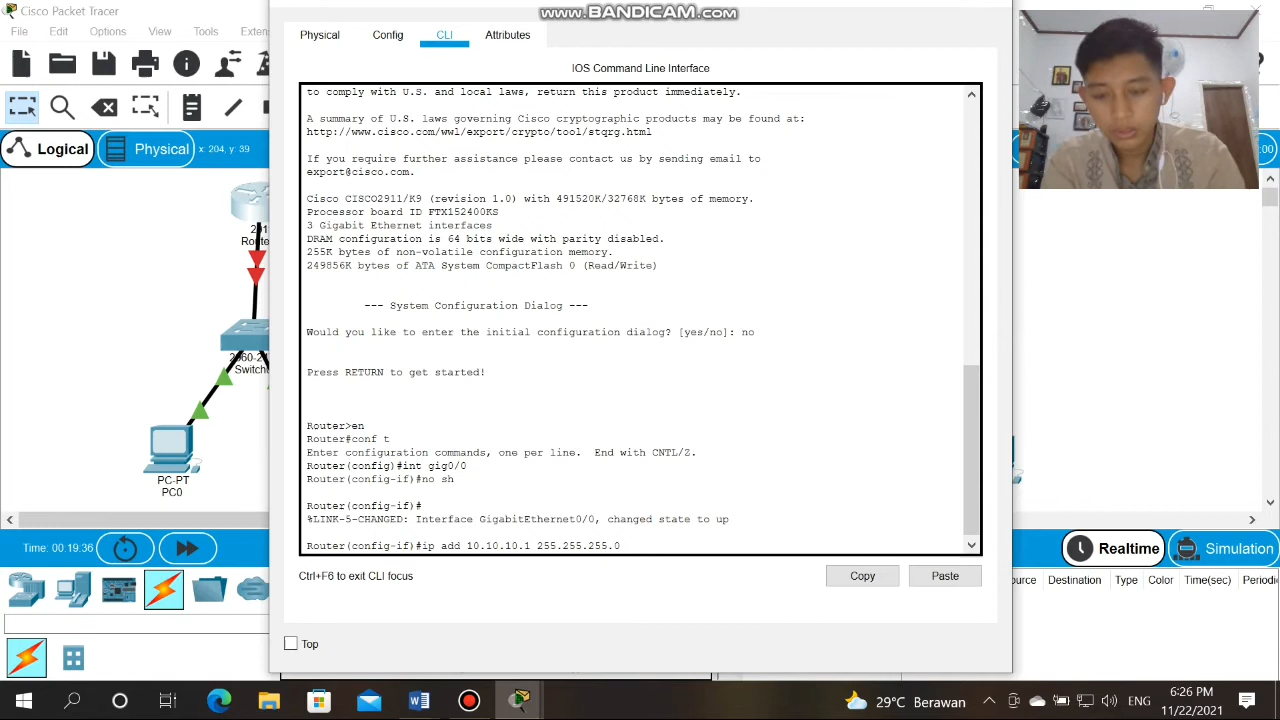 Cisco Packet Tracer
www.BANDICAM.com
File Edit Options View Tools Exten
Physical Config CLI Attributes
IOS Command Line Interface
Logical Physical x: 204, y: 39
:00
to comply with U.S. and local laws, return this product immediately.
A summary of U.S. laws governing Cisco cryptographic products may be found at:
http://www.cisco.com/wwl/export/crypto/tool/stqrg.html
If you require further assistance please contact us by sending email to
export@cisco.com.
Cisco CISCO2911/K9 (revision 1.0) with 491520K/32768K bytes of memory.
Processor board ID FTX152400KS
3 Gigabit Ethernet interfaces
DRAM configuration is 64 bits wide with parity disabled.
255K bytes of non-volatile configuration memory.
249856K bytes of ATA System CompactFlash 0 (Read/Write)
--- System Configuration Dialog ---
Would you like to enter the initial configuration dialog? [yes/no]: no
Press RETURN to get started!
Router>en
Router#conf t
Enter configuration commands, one per line. End with CNTL/Z.
Router(config)#int gig0/0
Router(config-if)#no sh
Router(config-if)#
%LINK-5-CHANGED: Interface GigabitEthernet0/0, changed state to up
Router(config-if)#ip add 10.10.10.1 255.255.255.0
Ctrl+F6 to exit CLI focus
Copy Paste
Top
Switch
PC-PT
PC0
Time: 00:19:36
Realtime Simulation
Destination Type Color Time(sec) Periodi
29°C Berawan
ENG
6:26 PM
11/22/2021